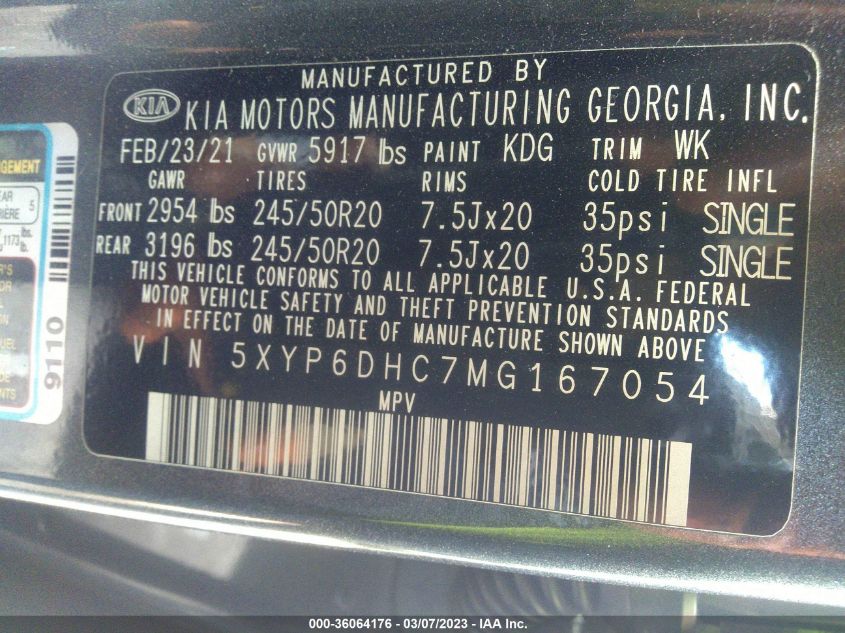 MANUFACTURED BY
KIA KIA MOTORS MANUFACTURING GEORGIA, INC.
FEB/23/21 GVWR 5917 lbs PAINT KDG TRIM WK
GAWR TIRES RIMS COLD TIRE INFL
FRONT 2954 lbs 245/50R20 7.5Jx20 35psi SINGLE
REAR 3196 lbs 245/50R20 7.5Jx20 35psi SINGLE
THIS VEHICLE CONFORMS TO ALL APPLICABLE U.S.A. FEDERAL
MOTOR VEHICLE SAFETY AND THEFT PREVENTION STANDARDS
IN EFFECT ON THE DATE OF MANUFACTURE SHOWN ABOVE
VIN 5XYP6DHC7MG167054
MPV
5
1173 lb.
9110
000-36064176 - 03/07/2023 - IAA Inc.